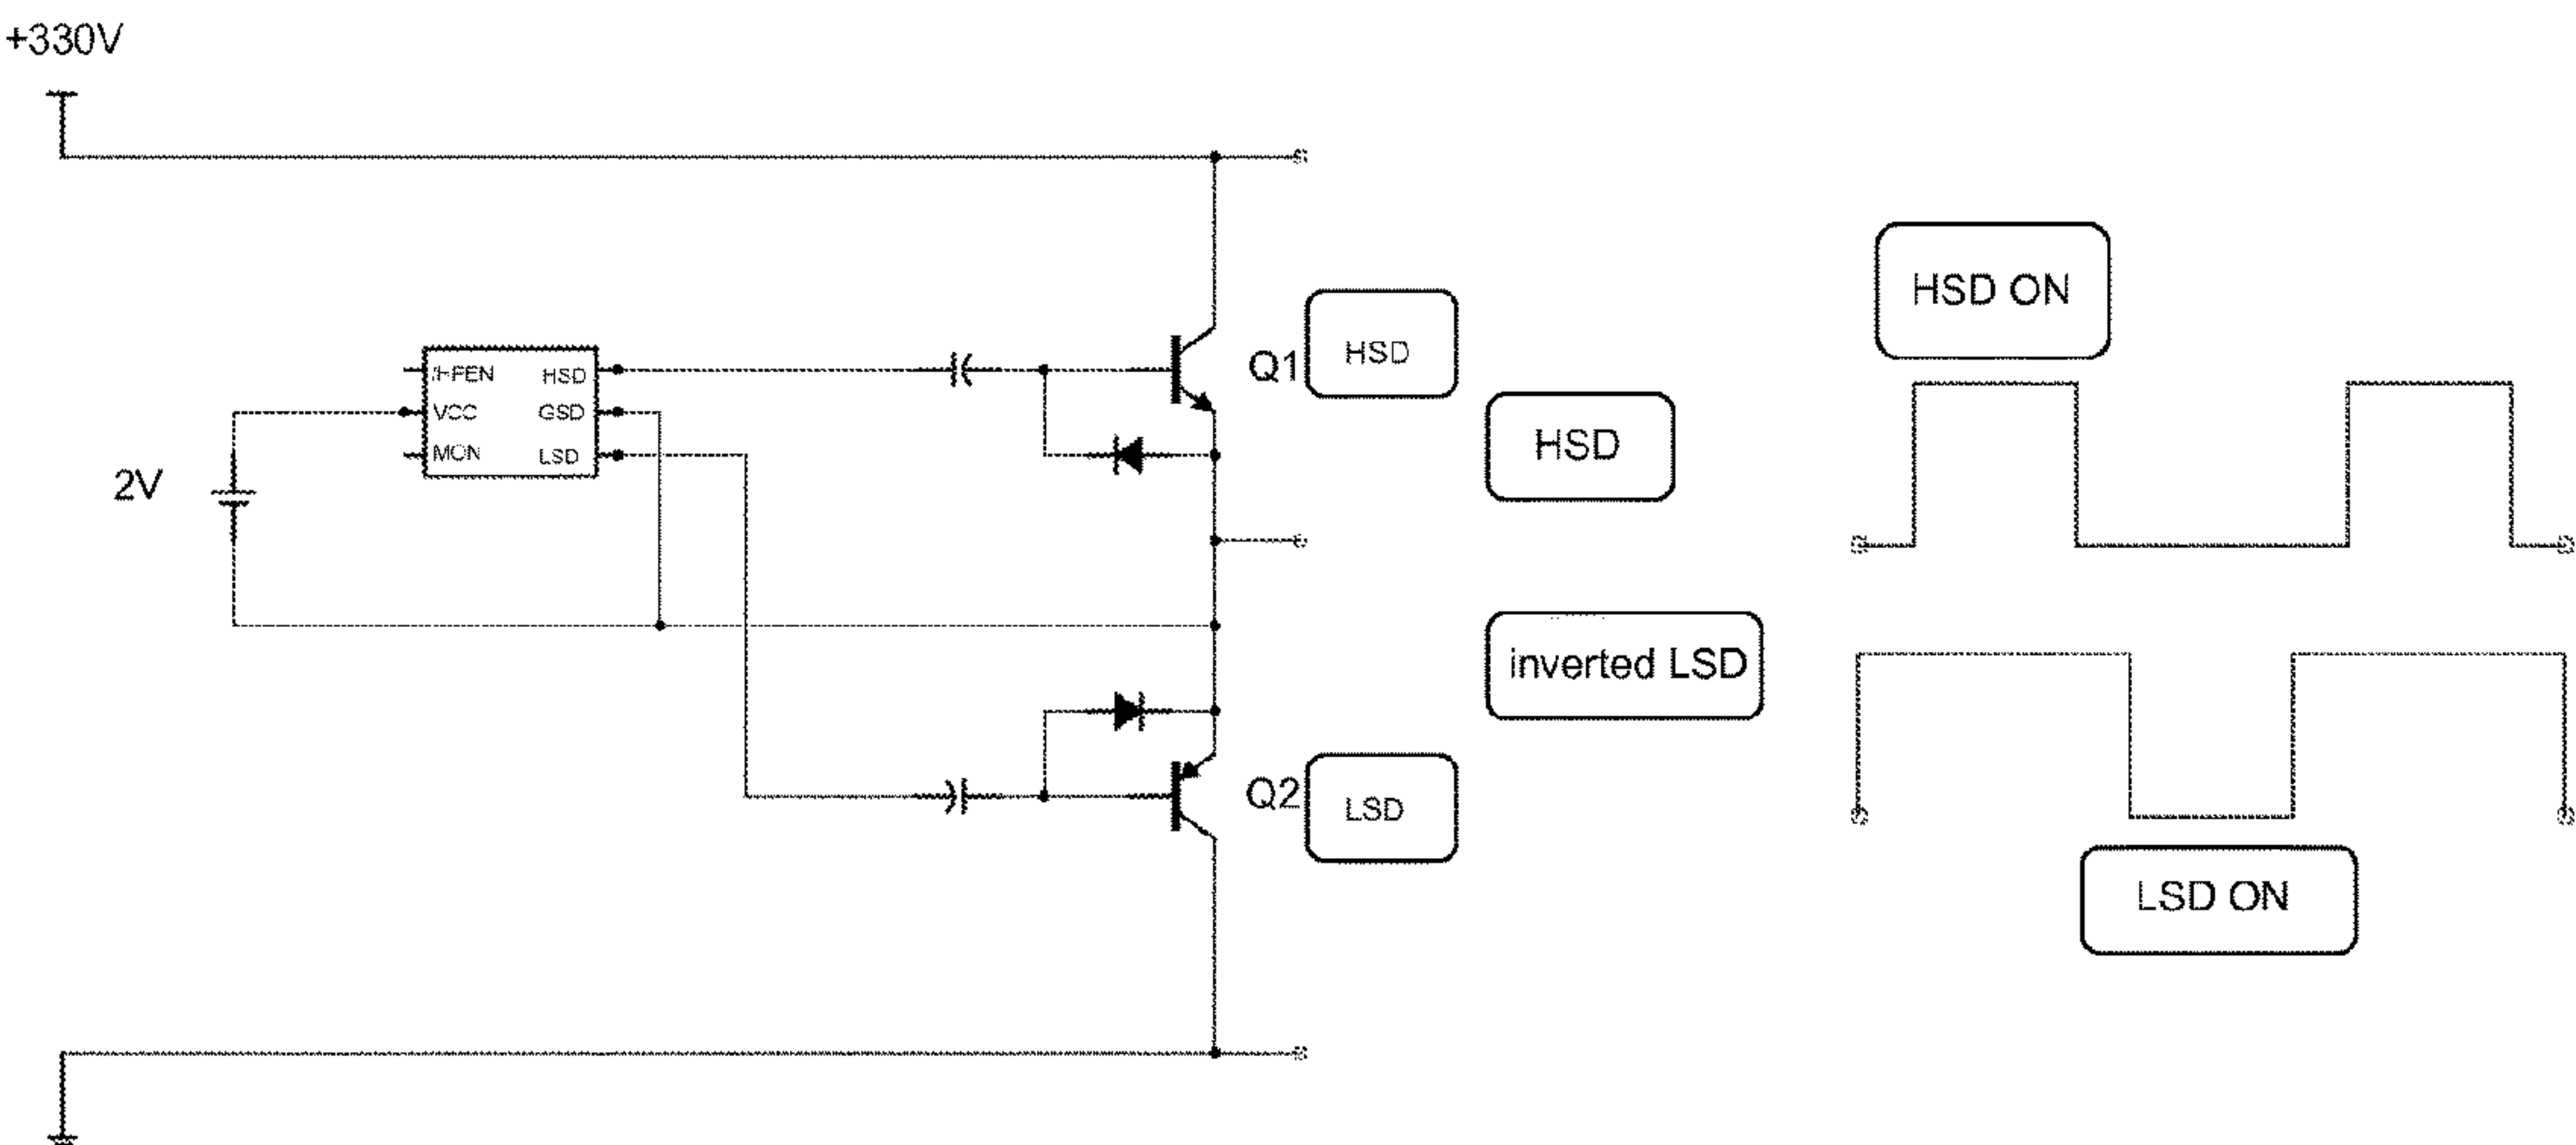 +330V
HSD ON
HSD
Q1
HSD
HSD
VCC
GSD
MON
LSD
2V
inverted LSD
Q2
LSD
LSD ON